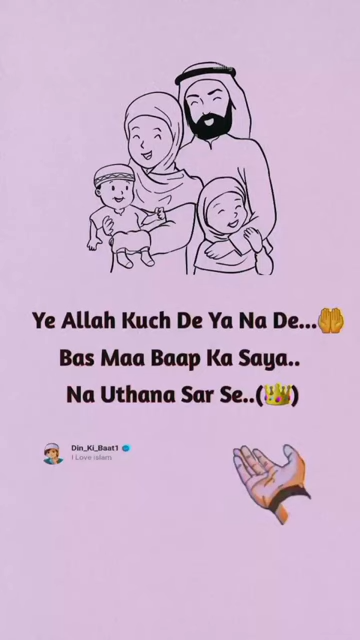 Ye Allah Kuch De Ya Na De...🤲
Bas Maa Baap Ka Saya..
Na Uthana Sar Se..(👑)
Din_Ki_Baat1
I Love islam